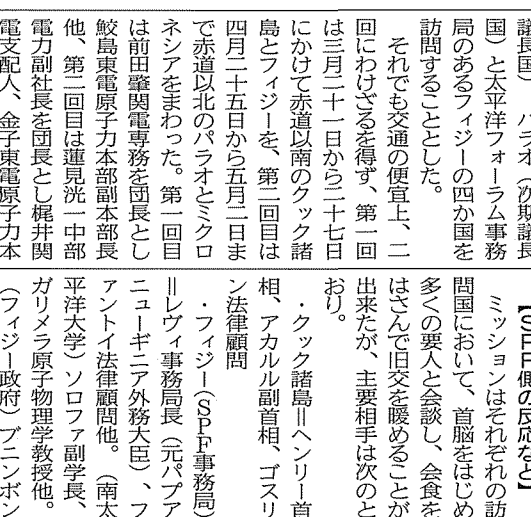 議長国）パラオ（次期議長
国）と太平洋フォーラム事務
局のあるフィジーの四か国を
訪問することとした。
それでも交通の便宜上、二
回にわけざるを得ず、第一回
は三月二十一日から二十七日
にかけて赤道以南のクック諸
島とフィジーを、第二回目は
四月二十五日から五月二日ま
で赤道以北のパラオとミクロ
ネシアをまわった。第一回目
は前田肇関電専務を団長とし
鮫島東電原子力本部副本部長
他、第二回目は蓮見洸一中部
電力副社長を団長とし梶井関
電支配人、金子東電原子力本
【SPF側の反応など】
ミッションはそれぞれの訪
問国において、首脳をはじめ
多くの要人と会談し、会食を
はさんで旧交を暖めることが
出来たが、主要相手は次のと
おり。
・クック諸島＝ヘンリー首
相、アカルル副首相、ゴスリ
ン法律顧問
・フィジー（SPF事務局）
＝レヴィ事務局長（元パプア
ニューギニア外務大臣）、フ
ァントイ法律顧問他。（南太
平洋大学）ソロファ副学長、
ガリメラ原子物理学教授他。
（フィジー政府）ブニンボン